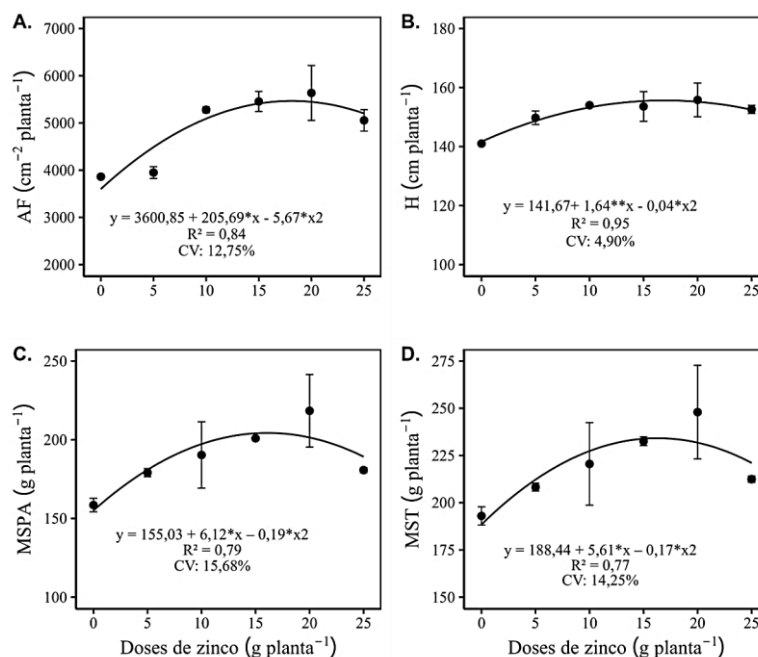 A.
7000
6000
5000
4000
3000
2000
AF (cm⁻² planta⁻¹)
y = 3600,85 + 205,69*x - 5,67*x2
R² = 0,84
CV: 12,75%
0 5 10 15 20 25
B.
180
160
140
120
100
H (cm planta⁻¹)
y = 141,67+ 1,64**x - 0,04*x2
R² = 0,95
CV: 4,90%
0 5 10 15 20 25
C.
250
200
150
100
MSPA (g planta⁻¹)
y = 155,03 + 6,12*x – 0,19*x2
R² = 0,79
CV: 15,68%
0 5 10 15 20 25
Doses de zinco (g planta⁻¹)
D.
275
250
225
200
175
150
MST (g planta⁻¹)
y = 188,44 + 5,61*x – 0,17*x2
R² = 0,77
CV: 14,25%
0 5 10 15 20 25
Doses de zinco (g planta⁻¹)